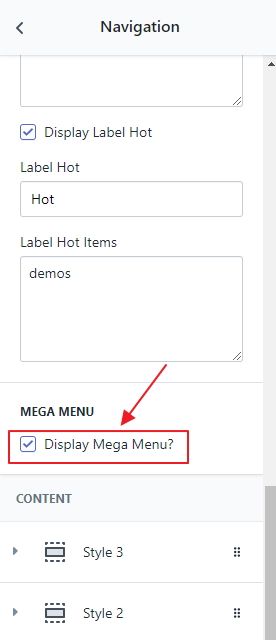 Navigation
Display Label Hot
Label Hot
Hot
Label Hot Items
demos
MEGA MENU
Display Mega Menu?
CONTENT
Style 3
Style 2